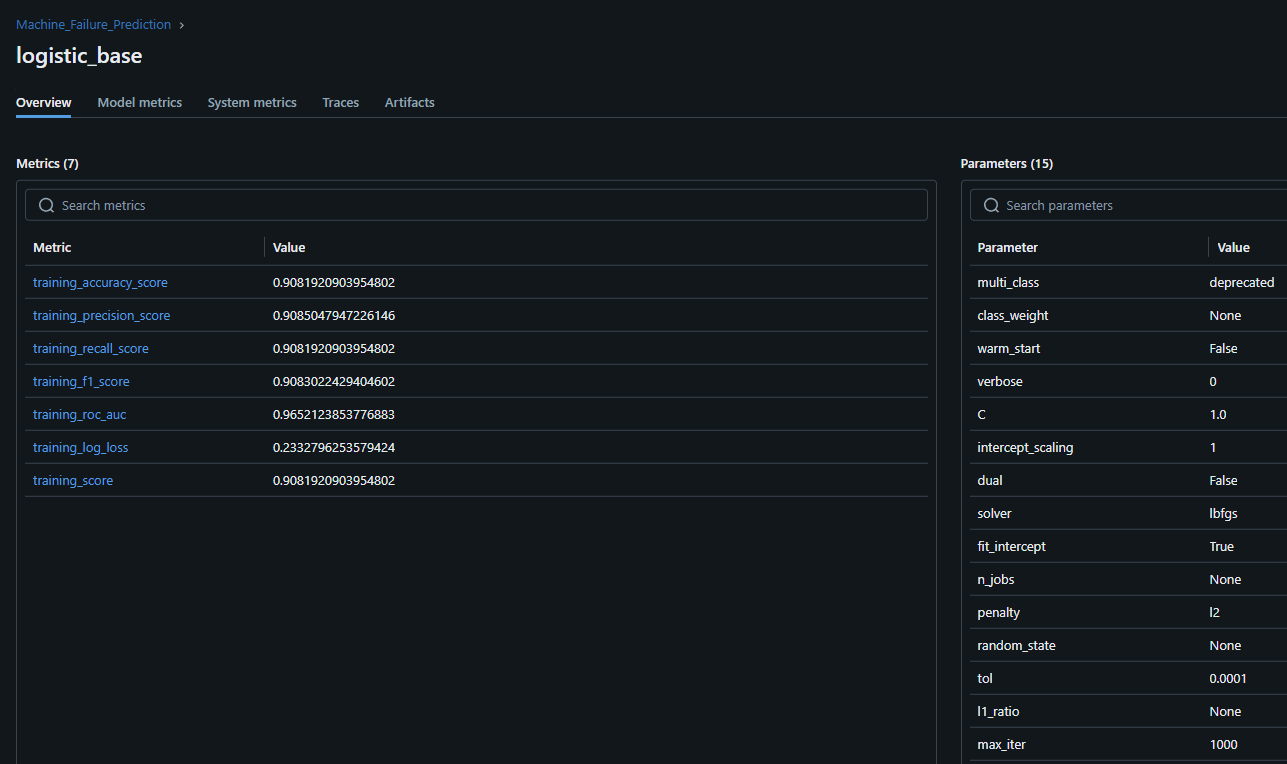 Machine_Failure_Prediction ›
logistic_base
Overview Model metrics System metrics Traces Artifacts
Metrics (7)
Search metrics
Metric Value
training_accuracy_score 0.9081920903954802
training_precision_score 0.9085047947226146
training_recall_score 0.9081920903954802
training_f1_score 0.9083022429404602
training_roc_auc 0.9652123853776883
training_log_loss 0.2332796253579424
training_score 0.9081920903954802
Parameters (15)
Search parameters
Parameter Value
multi_class deprecated
class_weight None
warm_start False
verbose 0
C 1.0
intercept_scaling 1
dual False
solver lbfgs
fit_intercept True
n_jobs None
penalty l2
random_state None
tol 0.0001
l1_ratio None
max_iter 1000